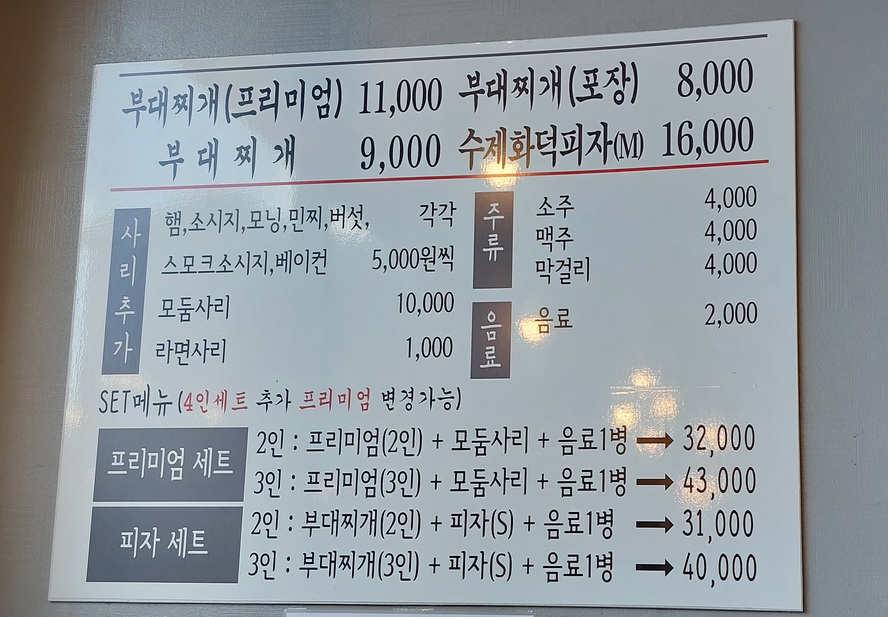 부대찌개(프리미엄) 11,000 부대찌개(포장) 8,000
부대찌개 9,000 수제화덕피자(M) 16,000
사리추가
햄,소시지,모닝,민찌,버섯, 각각
스모크소시지,베이컨 5,000원씩
모둠사리 10,000
라면사리 1,000
주류
소주 4,000
맥주 4,000
막걸리 4,000
음료
음료 2,000
SET메뉴(4인세트 추가 프리미엄 변경가능)
프리미엄 세트
2인 : 프리미엄(2인) + 모둠사리 + 음료1병 → 32,000
3인 : 프리미엄(3인) + 모둠사리 + 음료1병 → 43,000
피자 세트
2인 : 부대찌개(2인) + 피자(S) + 음료1병 → 31,000
3인 : 부대찌개(3인) + 피자(S) + 음료1병 → 40,000